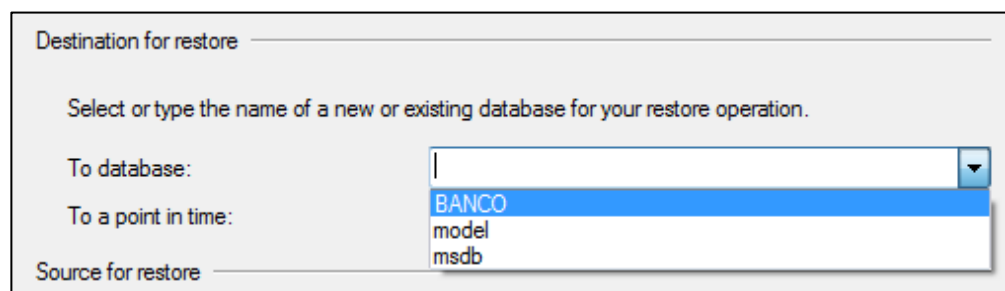 Destination for restore
Select or type the name of a new or existing database for your restore operation.
To database:
BANCO
To a point in time:
model
msdb
Source for restore